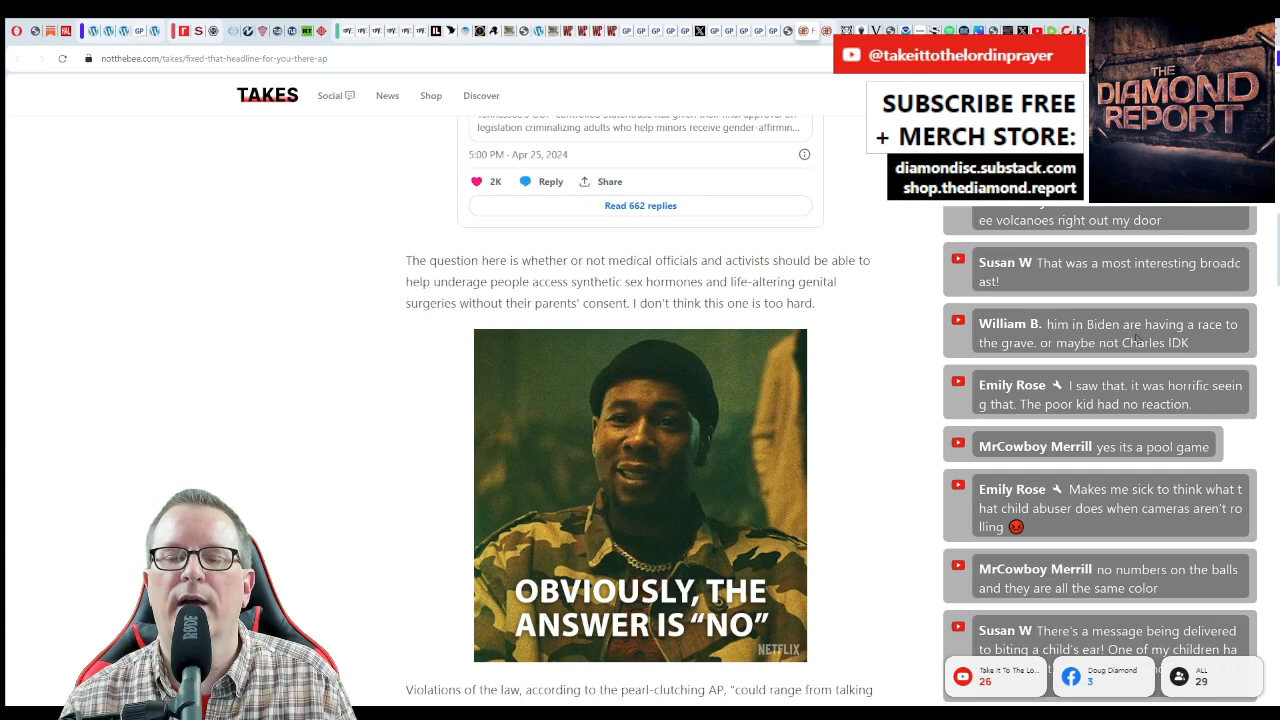 notthebee.com/takes/fixed-that-headline-for-you-there-ap
@takeittothelordinprayer
THE
DIAMOND
REPORT
TAKES
Social
News
Shop
Discover
SUBSCRIBE FREE
+ MERCH STORE:
diamondisc.substack.com
shop.thediamond.report
legislation criminalizing adults who help minors receive gender-affirmin...
5:00 PM · Apr 25, 2024
2K
Reply
Share
Read 662 replies
The question here is whether or not medical officials and activists should be able to
help underage people access synthetic sex hormones and life-altering genital
surgeries without their parents' consent. I don't think this one is too hard.
OBVIOUSLY, THE
ANSWER IS "NO"
NETFLIX
Violations of the law, according to the pearl-clutching AP, "could range from talking
RØDE
ee volcanoes right out my door
Susan W That was a most interesting broadc
ast!
William B. him in Biden are having a race to
the grave. or maybe not Charles IDK
Emily Rose I saw that. it was horrific seein
g that. The poor kid had no reaction.
MrCowboy Merrill yes its a pool game
Emily Rose Makes me sick to think what t
hat child abuser does when cameras aren't ro
lling
MrCowboy Merrill no numbers on the balls
and they are all the same color
Susan W There's a message being delivered
to biting a child's ear! One of my children ha
Take It To The Lo...
26
Doug Diamond
3
ALL
29